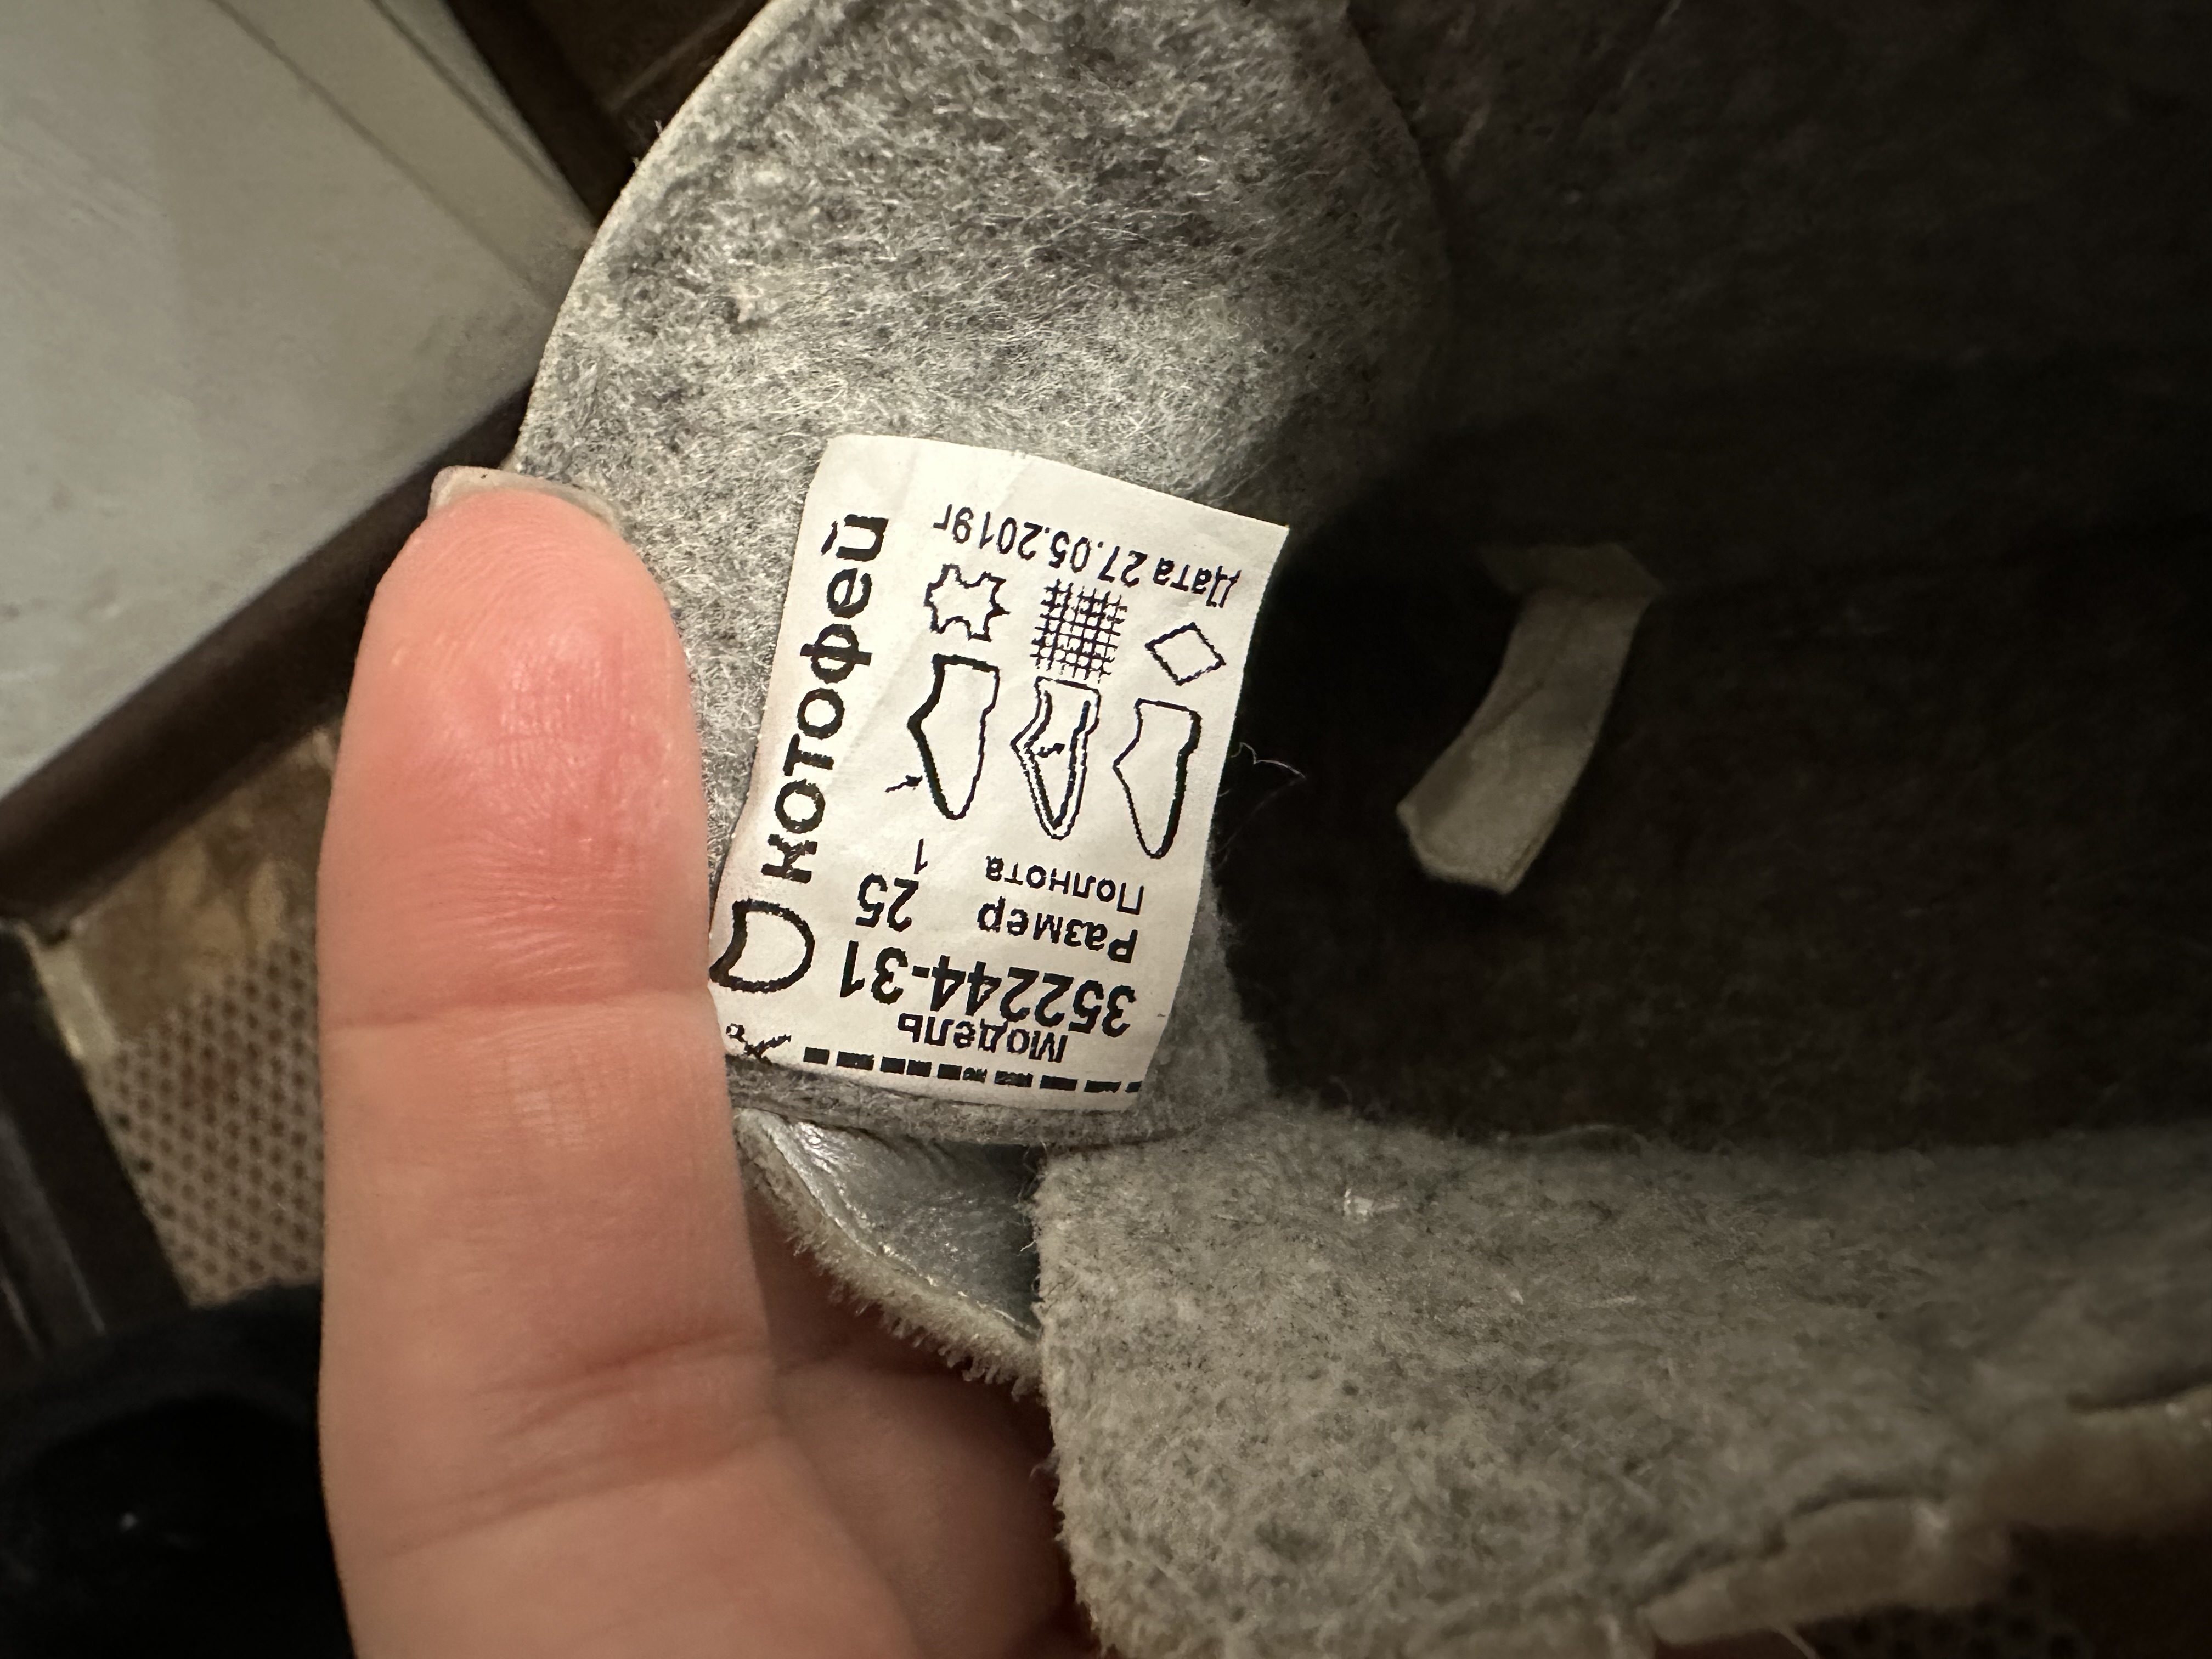 Модель
352244-31
Размер 25
Полнота 1
Дата 27.05.2019г
котофей